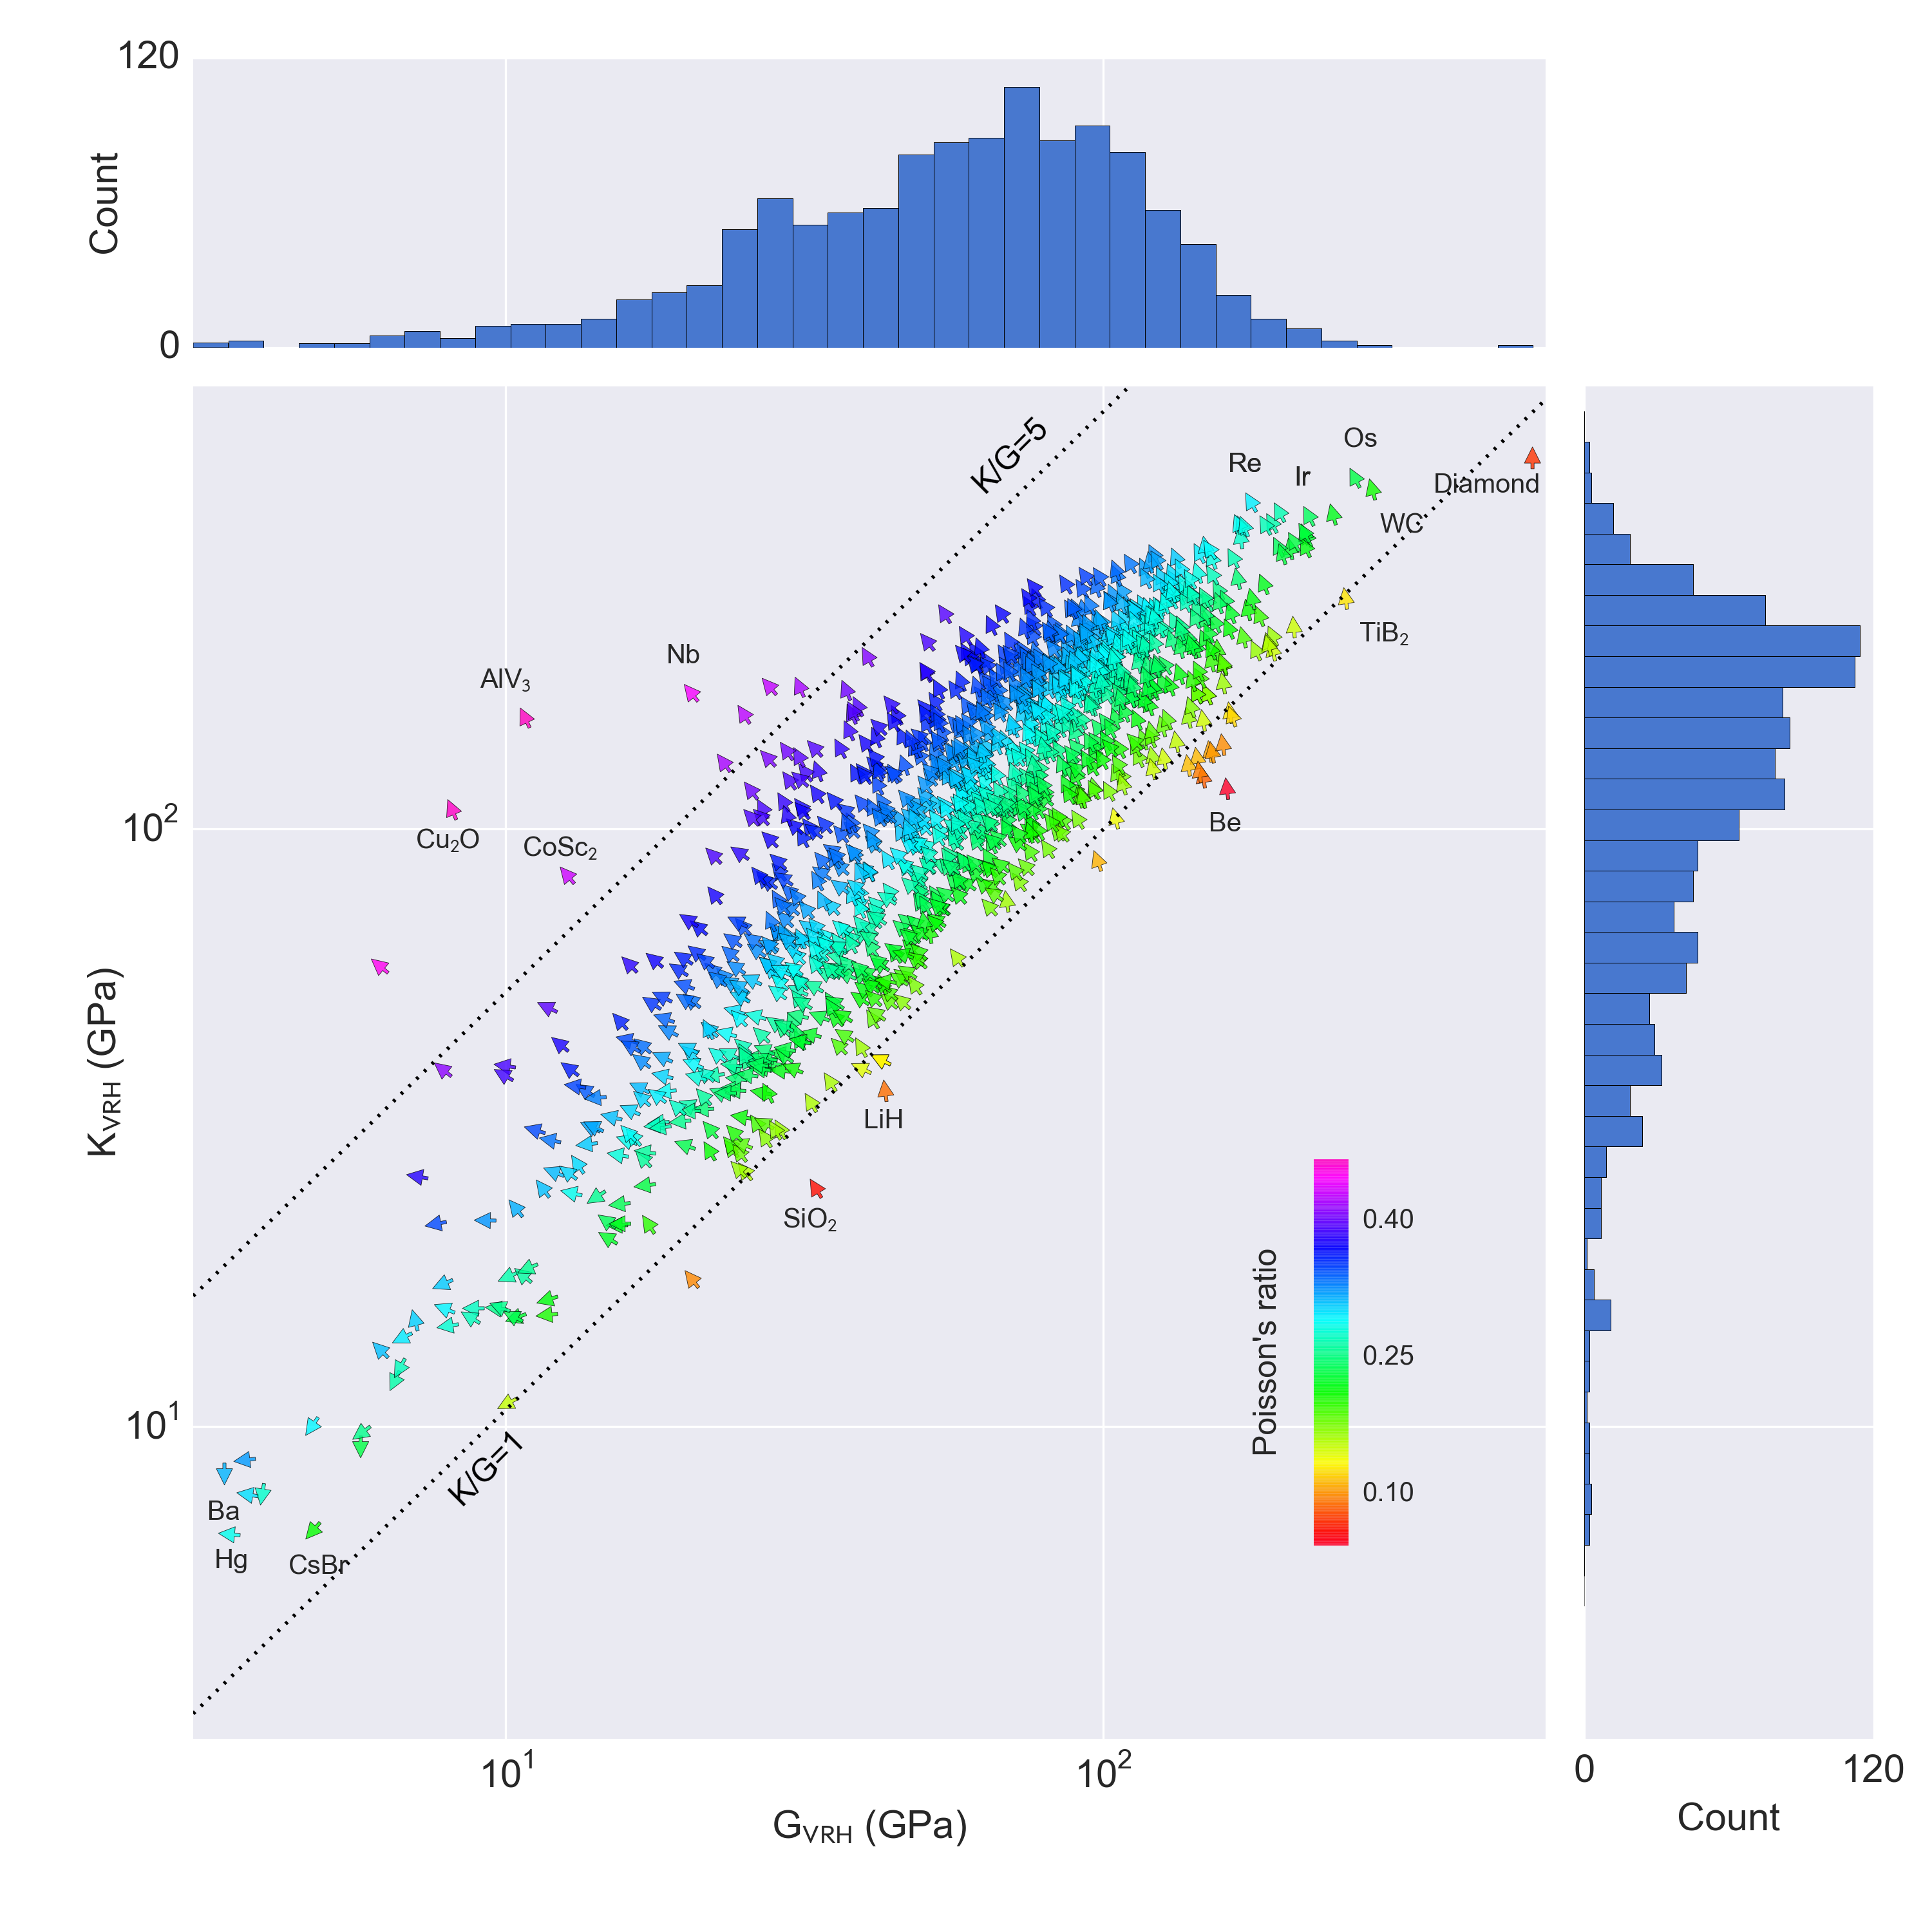 120
Count
0
K/G=5
Os
Re
Ir
Diamond
WC
Nb
AlV₃
TiB₂
Be
Cu₂O
CoSc₂
10²
K_VRH (GPa)
LiH
SiO₂
Poisson's ratio
0.40
0.25
0.10
10¹
K/G=1
Ba
Hg
CsBr
10¹
10²
G_VRH (GPa)
0
120
Count